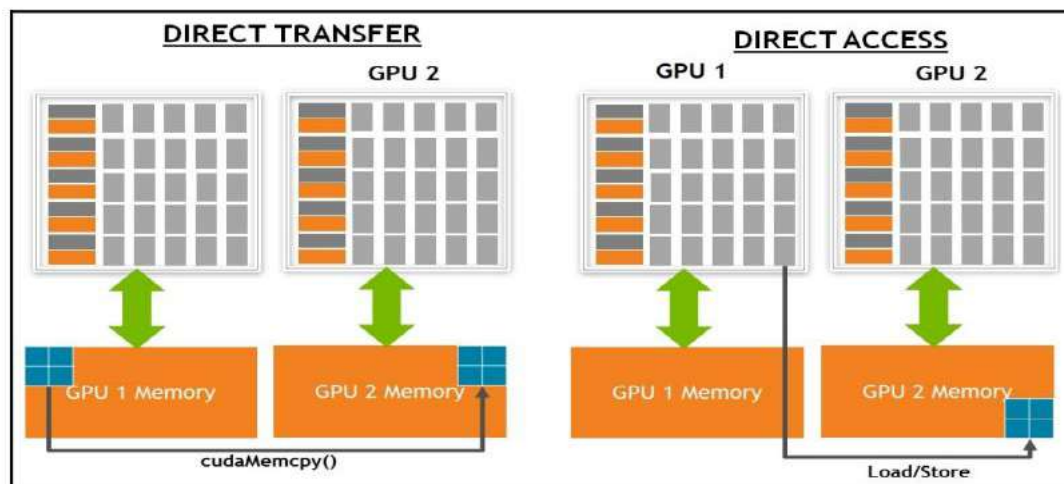 DIRECT TRANSFER
GPU 2
GPU 1 Memory
GPU 2 Memory
cudaMemcpy()
DIRECT ACCESS
GPU 1
GPU 2
GPU 1 Memory
GPU 2 Memory
Load/Store